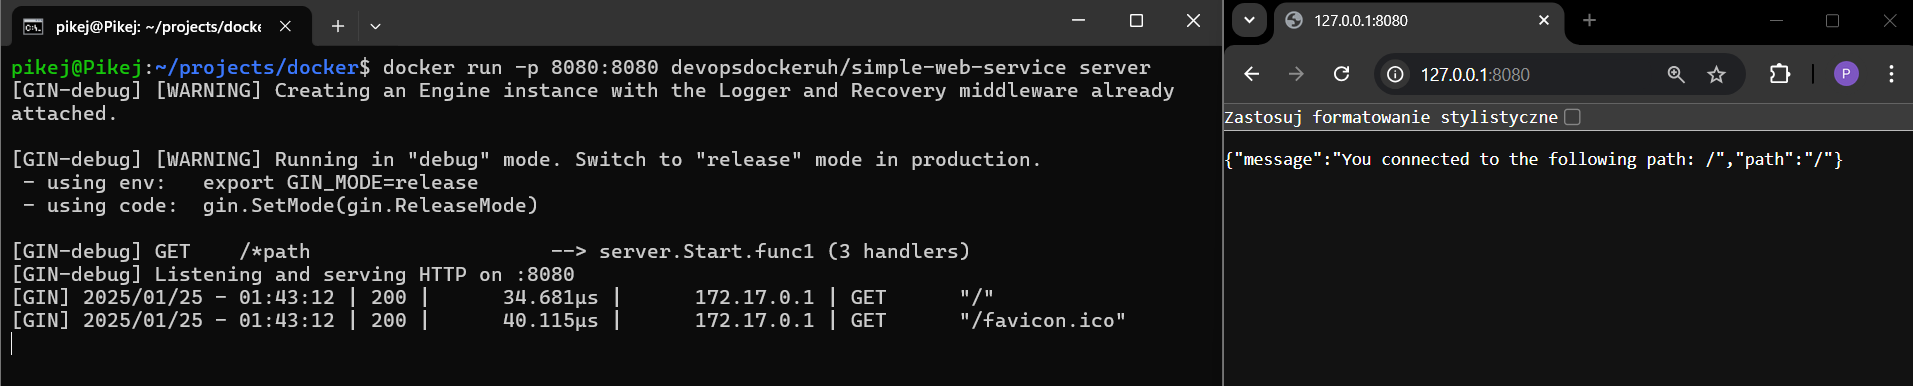 pikej@Pikej: ~/projects/docke
pikej@Pikej:~/projects/docker$ docker run -p 8080:8080 devopsdockeruh/simple-web-service server
[GIN-debug] [WARNING] Creating an Engine instance with the Logger and Recovery middleware already
attached.
[GIN-debug] [WARNING] Running in "debug" mode. Switch to "release" mode in production.
 - using env:   export GIN_MODE=release
 - using code:  gin.SetMode(gin.ReleaseMode)
[GIN-debug] GET    /*path                    --> server.Start.func1 (3 handlers)
[GIN-debug] Listening and serving HTTP on :8080
[GIN] 2025/01/25 - 01:43:12 | 200 |      34.681µs |      172.17.0.1 | GET      "/"
[GIN] 2025/01/25 - 01:43:12 | 200 |      40.115µs |      172.17.0.1 | GET      "/favicon.ico"
127.0.0.1:8080
127.0.0.1:8080
P
Zastosuj formatowanie stylistyczne
{"message":"You connected to the following path: /","path":"/"}